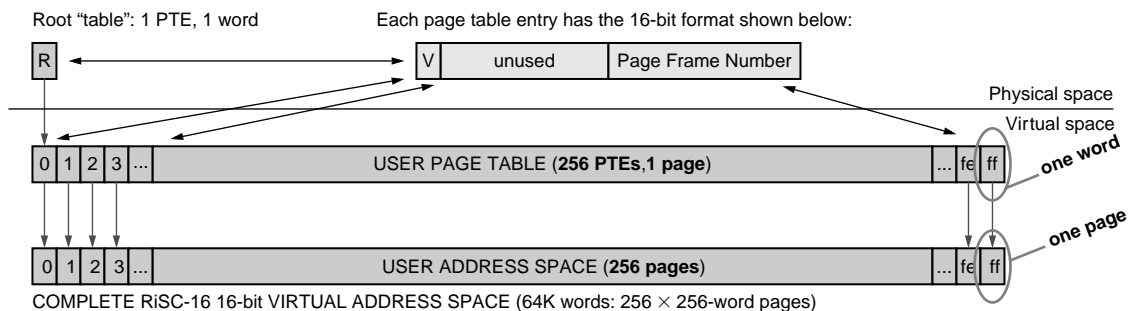 Root “table”: 1 PTE, 1 word
Each page table entry has the 16-bit format shown below:
R
V unused Page Frame Number
Physical space
Virtual space
0 1 2 3 ... USER PAGE TABLE (256 PTEs,1 page) ... fe ff
one word
0 1 2 3 ... USER ADDRESS SPACE (256 pages) ... fe ff
one page
COMPLETE RiSC-16 16-bit VIRTUAL ADDRESS SPACE (64K words: 256 × 256-word pages)